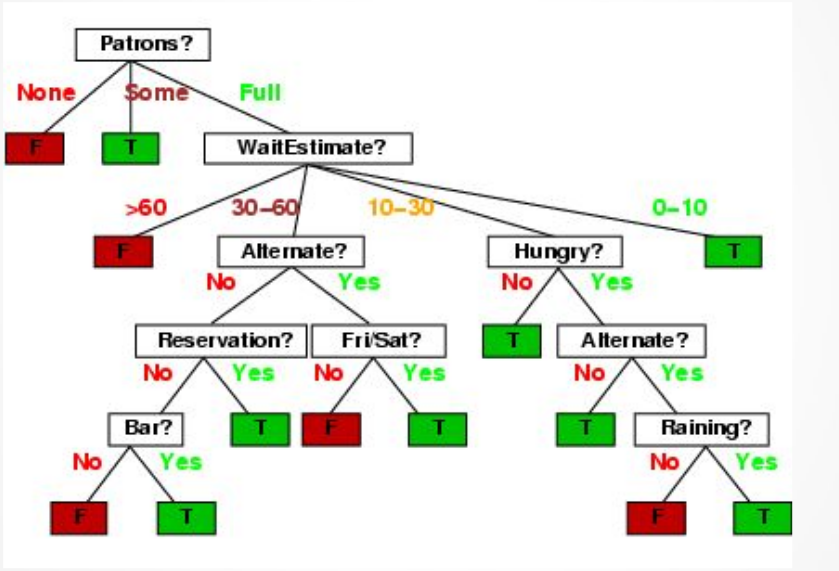 Patrons?
None Some Full
F T WaitEstimate?
>60 30–60 10–30 0–10
F Alternate? Hungry? T
No Yes No Yes
Reservation? Fri/Sat? T Alternate?
No Yes No Yes No Yes
Bar? T F T T Raining?
No Yes No Yes
F T F T